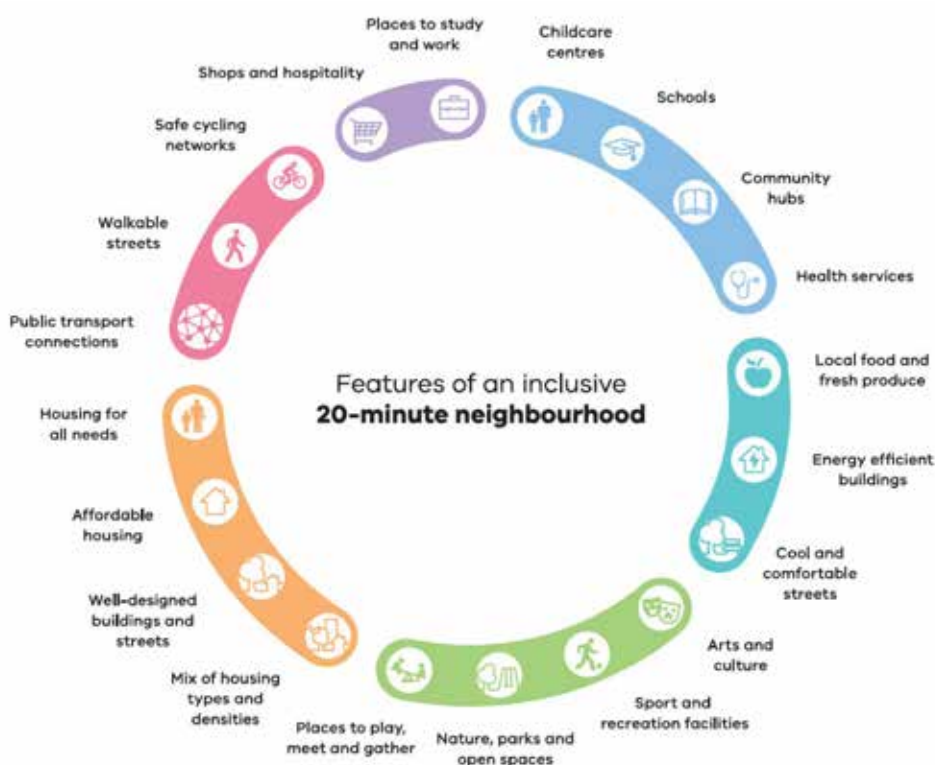 Places to study
and work
Childcare
centres
Shops and hospitality
Schools
Safe cycling
networks
Community
hubs
Walkable
streets
Health services
Public transport
connections
Local food and
fresh produce
Features of an inclusive
20-minute neighbourhood
Housing for
all needs
Energy efficient
buildings
Affordable
housing
Cool and
comfortable
streets
Well-designed
buildings and
streets
Arts and
culture
Mix of housing
types and
densities
Sport and
recreation facilities
Places to play,
meet and gather
Nature, parks and
open spaces